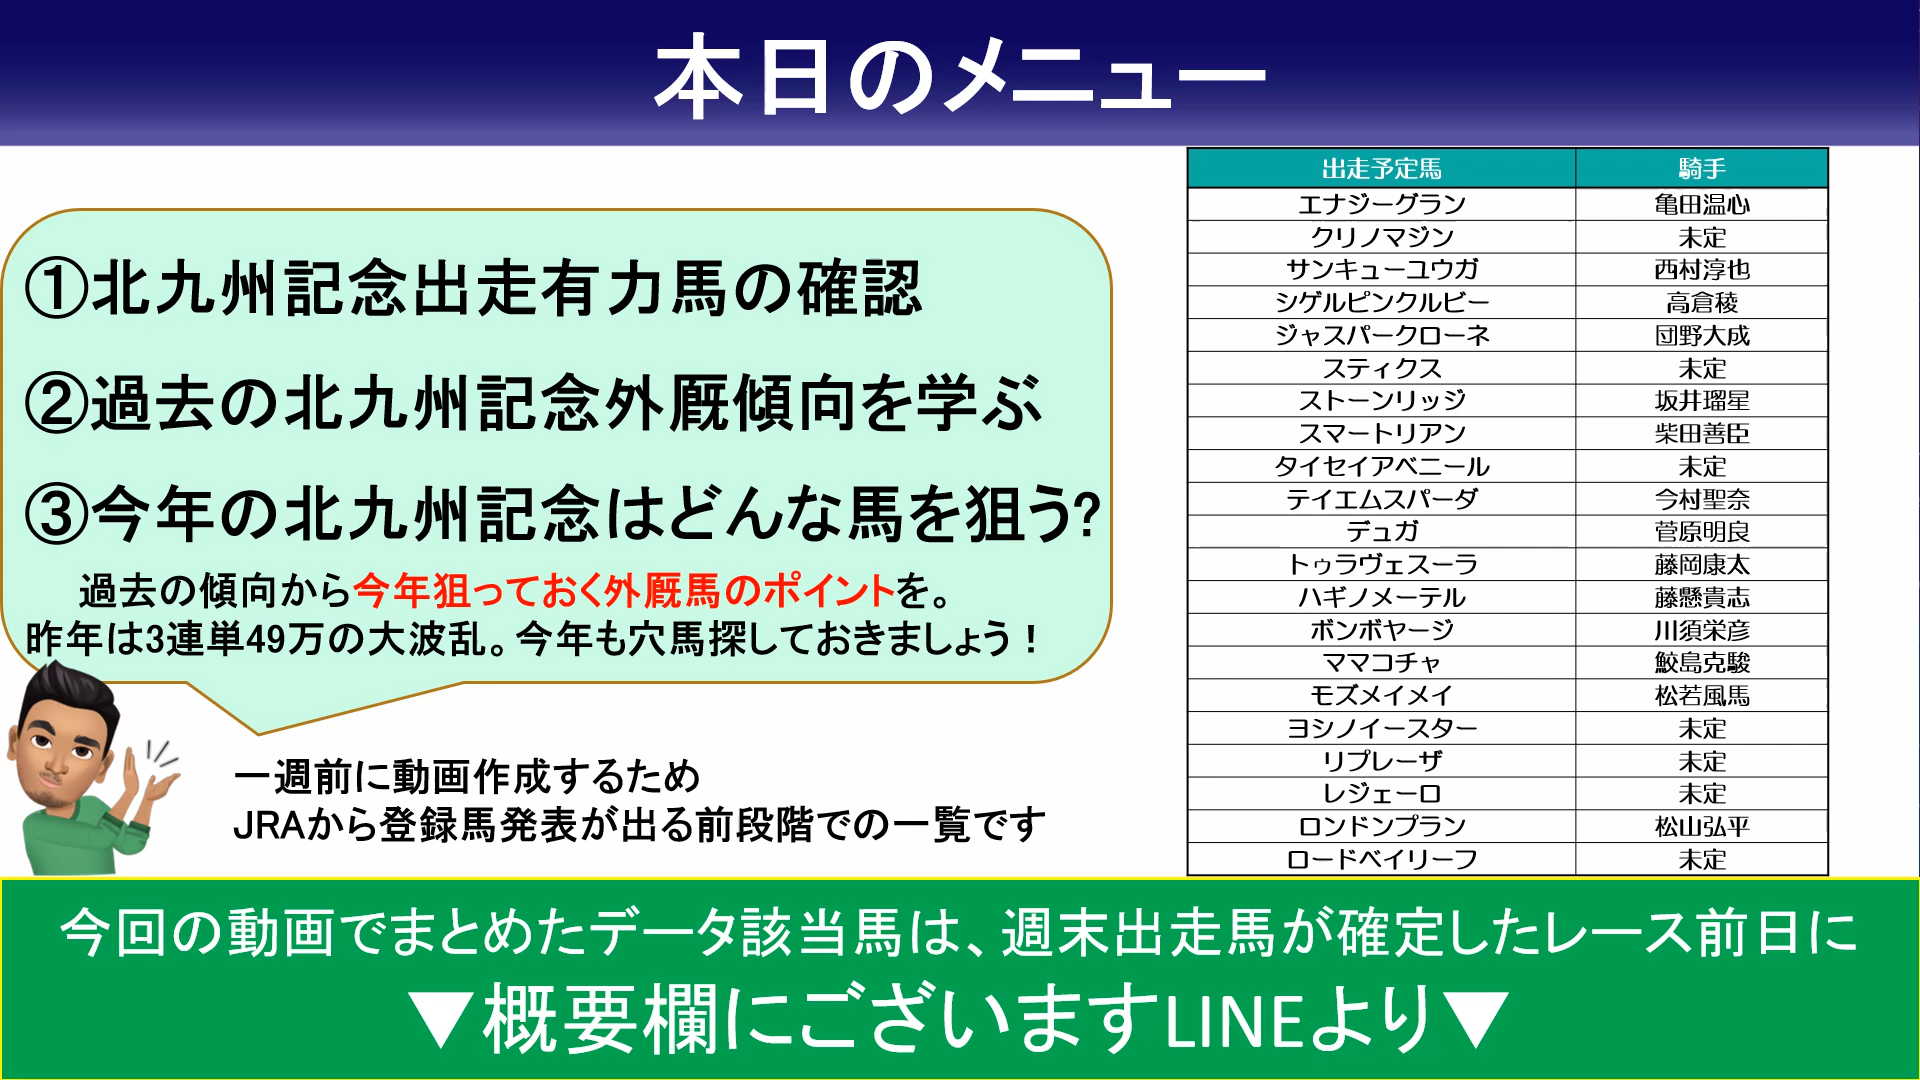 本日のメニュー
①北九州記念出走有力馬の確認
②過去の北九州記念外厩傾向を学ぶ
③今年の北九州記念はどんな馬を狙う?
過去の傾向から今年狙っておく外厩馬のポイントを。
昨年は3連単49万の大波乱。今年も穴馬探しておきましょう！
一週前に動画作成するため
JRAから登録馬発表が出る前段階での一覧です
出走予定馬 騎手
エナジーグラン 亀田温心
クリノマジン 未定
サンキューユウガ 西村淳也
シゲルピンクルビー 高倉稜
ジャスパークローネ 団野大成
スティクス 未定
ストーンリッジ 坂井瑠星
スマートリアン 柴田善臣
タイセイアベニール 未定
テイエムスパーダ 今村聖奈
デュガ 菅原明良
トゥラヴェスーラ 藤岡康太
ハギノメーテル 藤懸貴志
ボンボヤージ 川須栄彦
ママコチャ 鮫島克駿
モズメイメイ 松若風馬
ヨシノイースター 未定
リプレーザ 未定
レジェーロ 未定
ロンドンプラン 松山弘平
ロードベイリーフ 未定
今回の動画でまとめたデータ該当馬は、週末出走馬が確定したレース前日に
▼概要欄にございますLINEより▼